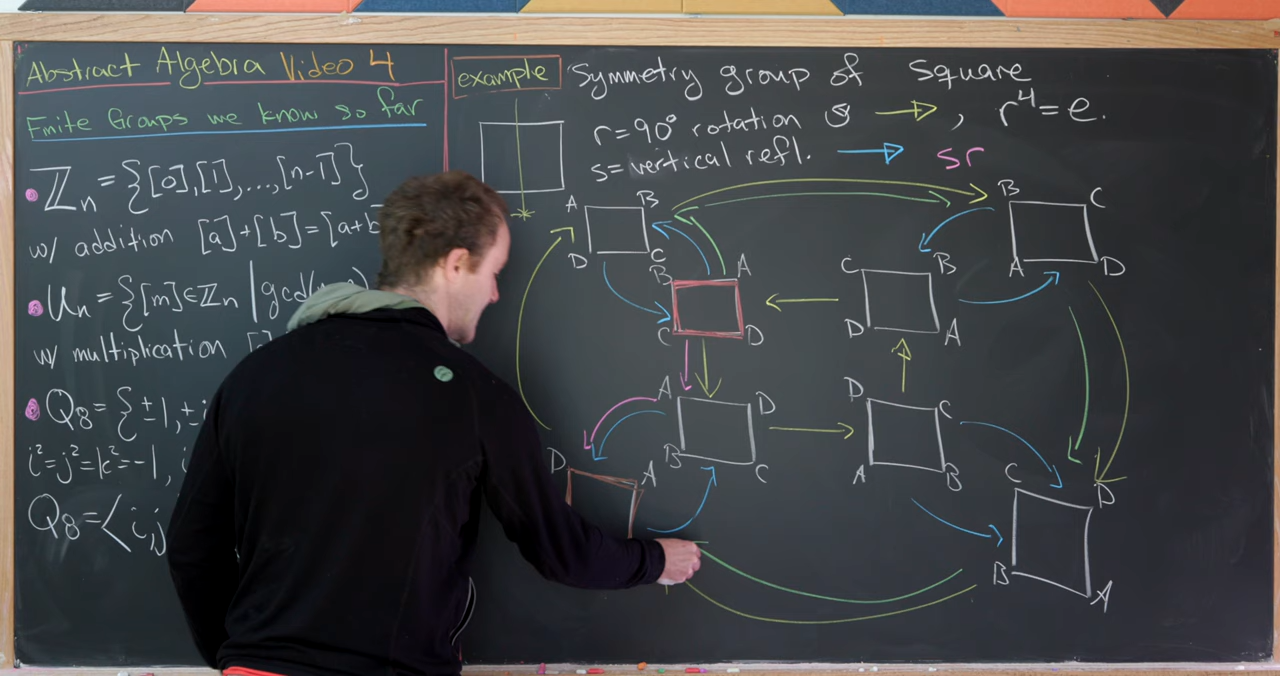 Abstract Algebra Video 4
Finite Groups we know so far
ℤn = {[0],[1],...,[n-1]}
w/ addition [a]+[b]=[a+b
Un = {[m]∈ℤn | gcd(
w/ multiplication [
Q8 = {±1, ±i
i²=j²=k²=-1, i
Q8 = <i,j
example Symmetry group of Square
r=90° rotation ↺ → , r⁴=e.
s=vertical refl. → sr
A B
D C
B A
C D
A D
B C
D A
C B
D A
D C
A B
B C
A D
C D
B A